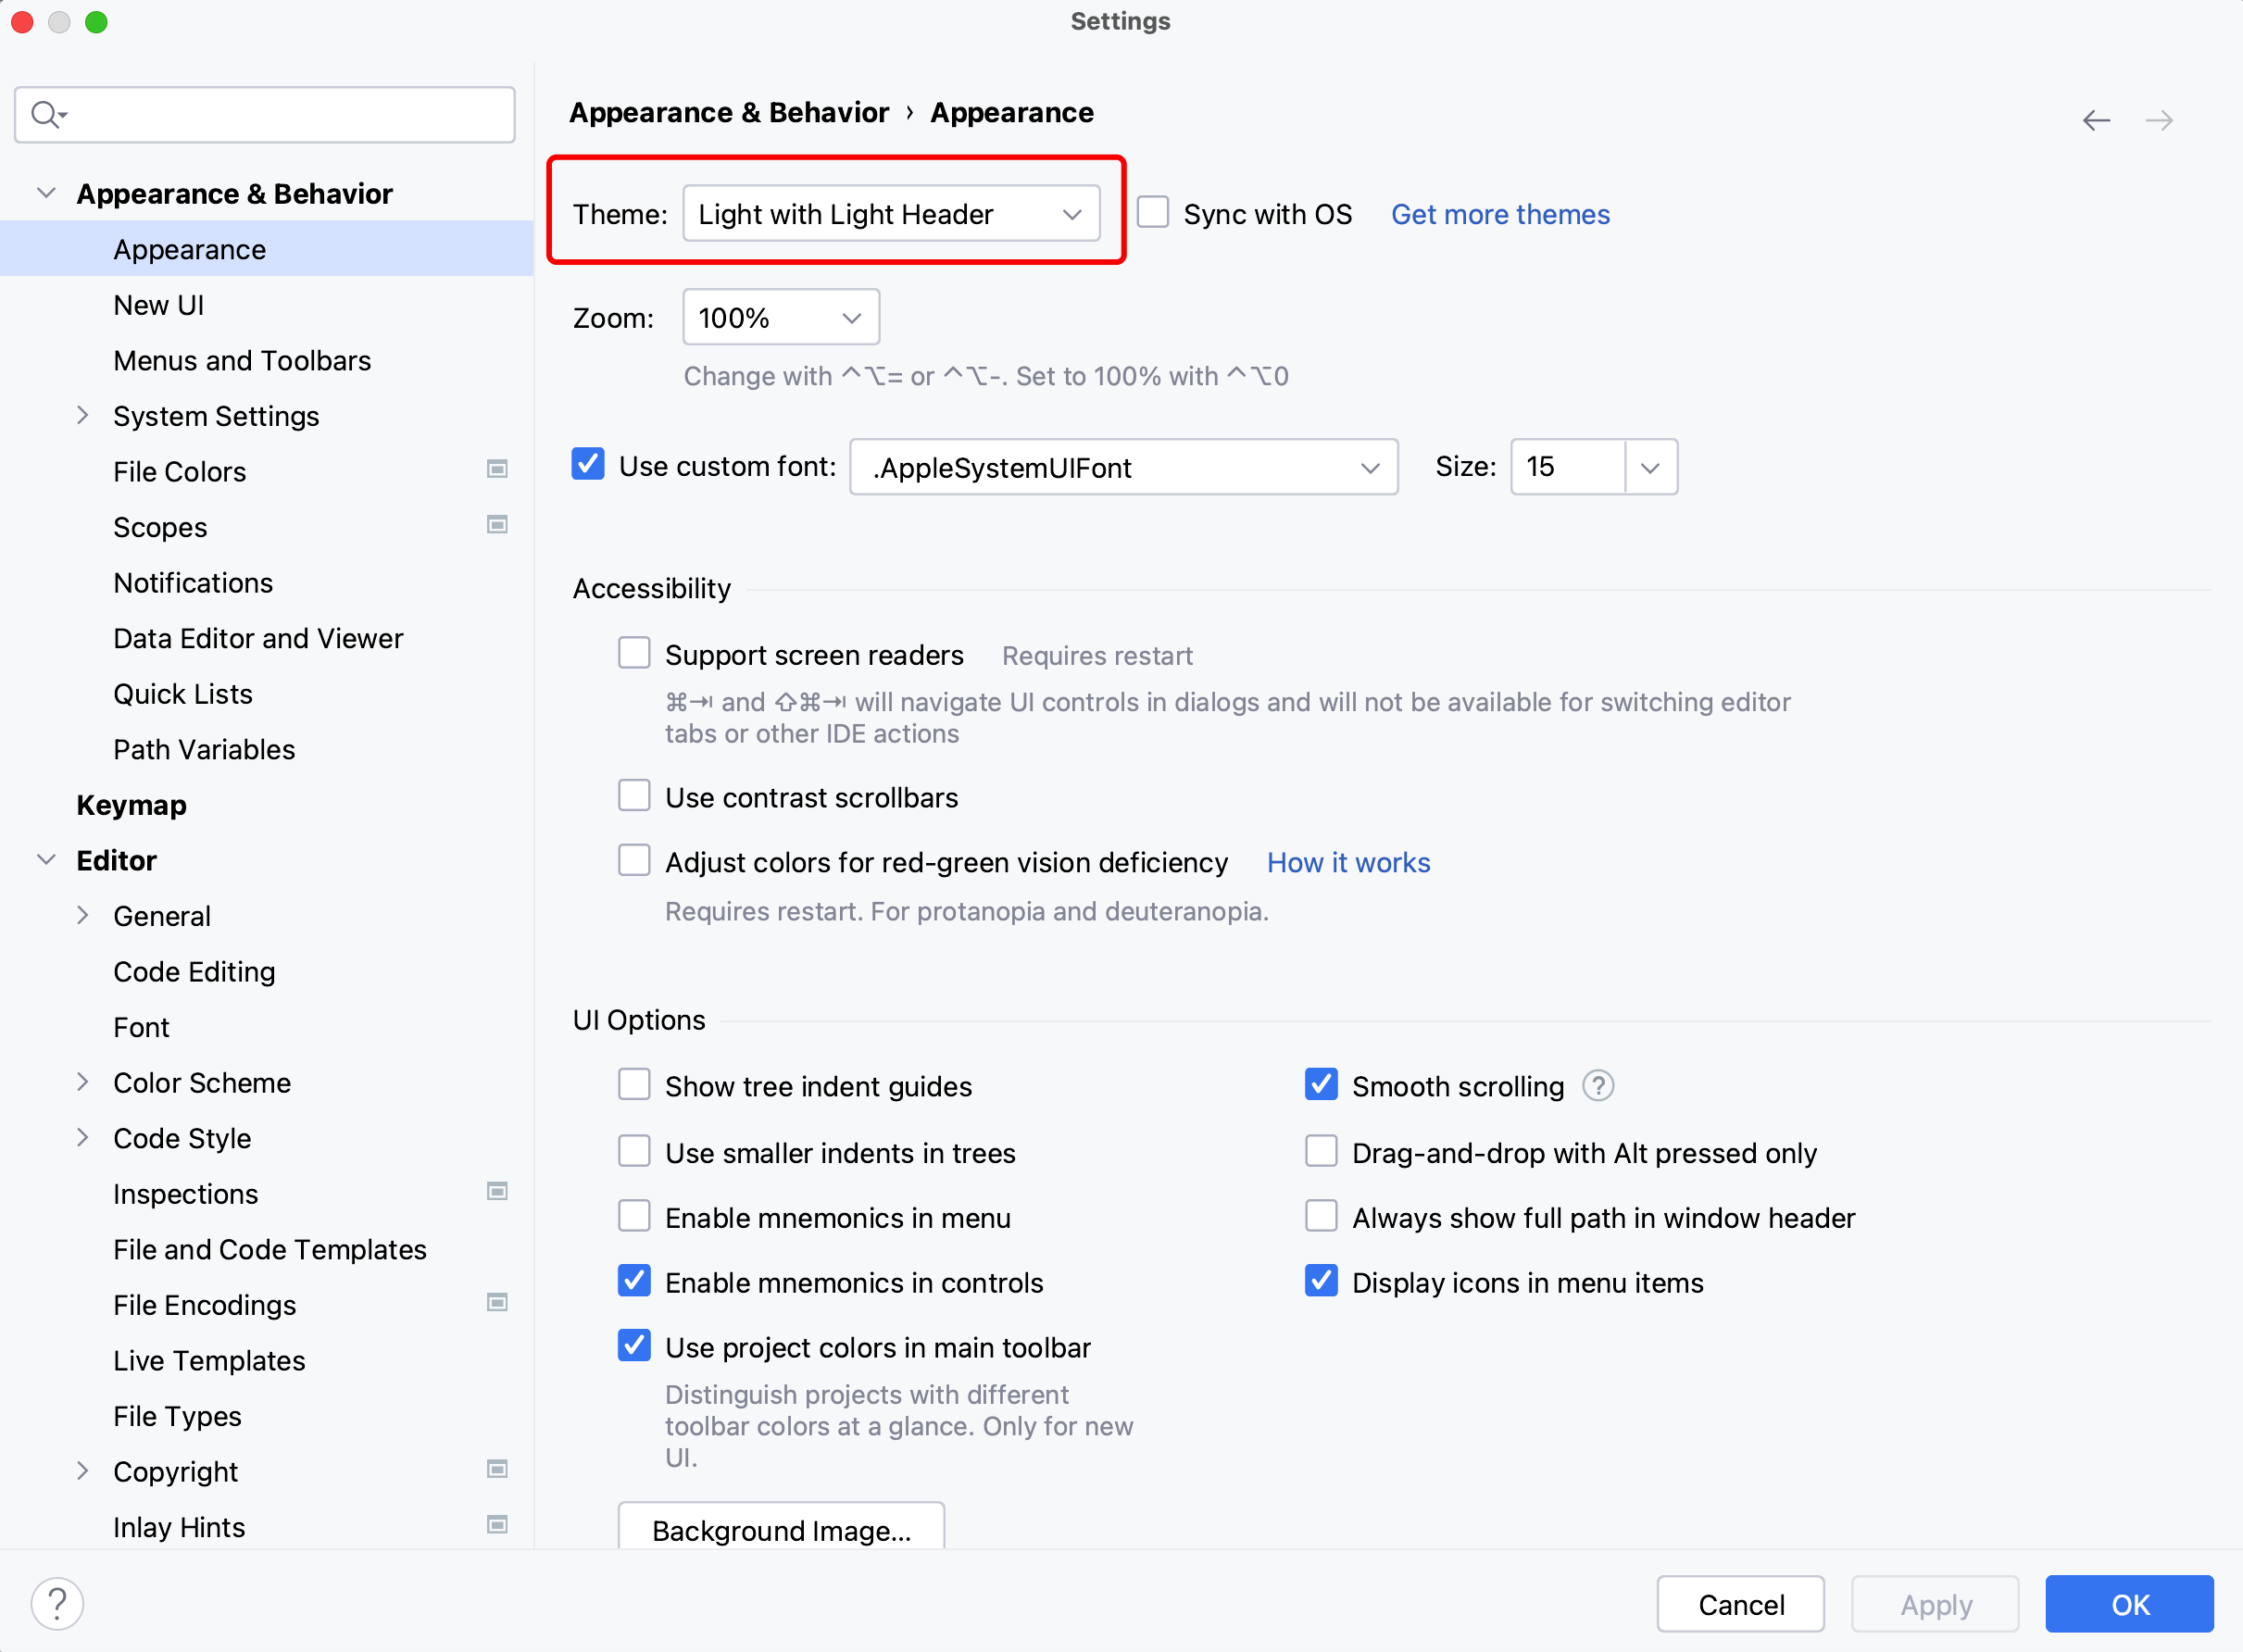 Settings
Appearance & Behavior › Appearance
Appearance & Behavior
Appearance
New UI
Menus and Toolbars
System Settings
File Colors
Scopes
Notifications
Data Editor and Viewer
Quick Lists
Path Variables
Keymap
Editor
General
Code Editing
Font
Color Scheme
Code Style
Inspections
File and Code Templates
File Encodings
Live Templates
File Types
Copyright
Inlay Hints
Theme: Light with Light Header Sync with OS Get more themes
Zoom: 100%
Change with ⌃⌥= or ⌃⌥-. Set to 100% with ⌃⌥0
Use custom font: .AppleSystemUIFont Size: 15
Accessibility
Support screen readers Requires restart
⌘⇥ and ⇧⌘⇥ will navigate UI controls in dialogs and will not be available for switching editor
tabs or other IDE actions
Use contrast scrollbars
Adjust colors for red-green vision deficiency How it works
Requires restart. For protanopia and deuteranopia.
UI Options
Show tree indent guides
Smooth scrolling ?
Use smaller indents in trees
Drag-and-drop with Alt pressed only
Enable mnemonics in menu
Always show full path in window header
Enable mnemonics in controls
Display icons in menu items
Use project colors in main toolbar
Distinguish projects with different
toolbar colors at a glance. Only for new
UI.
Background Image...
? Cancel Apply OK